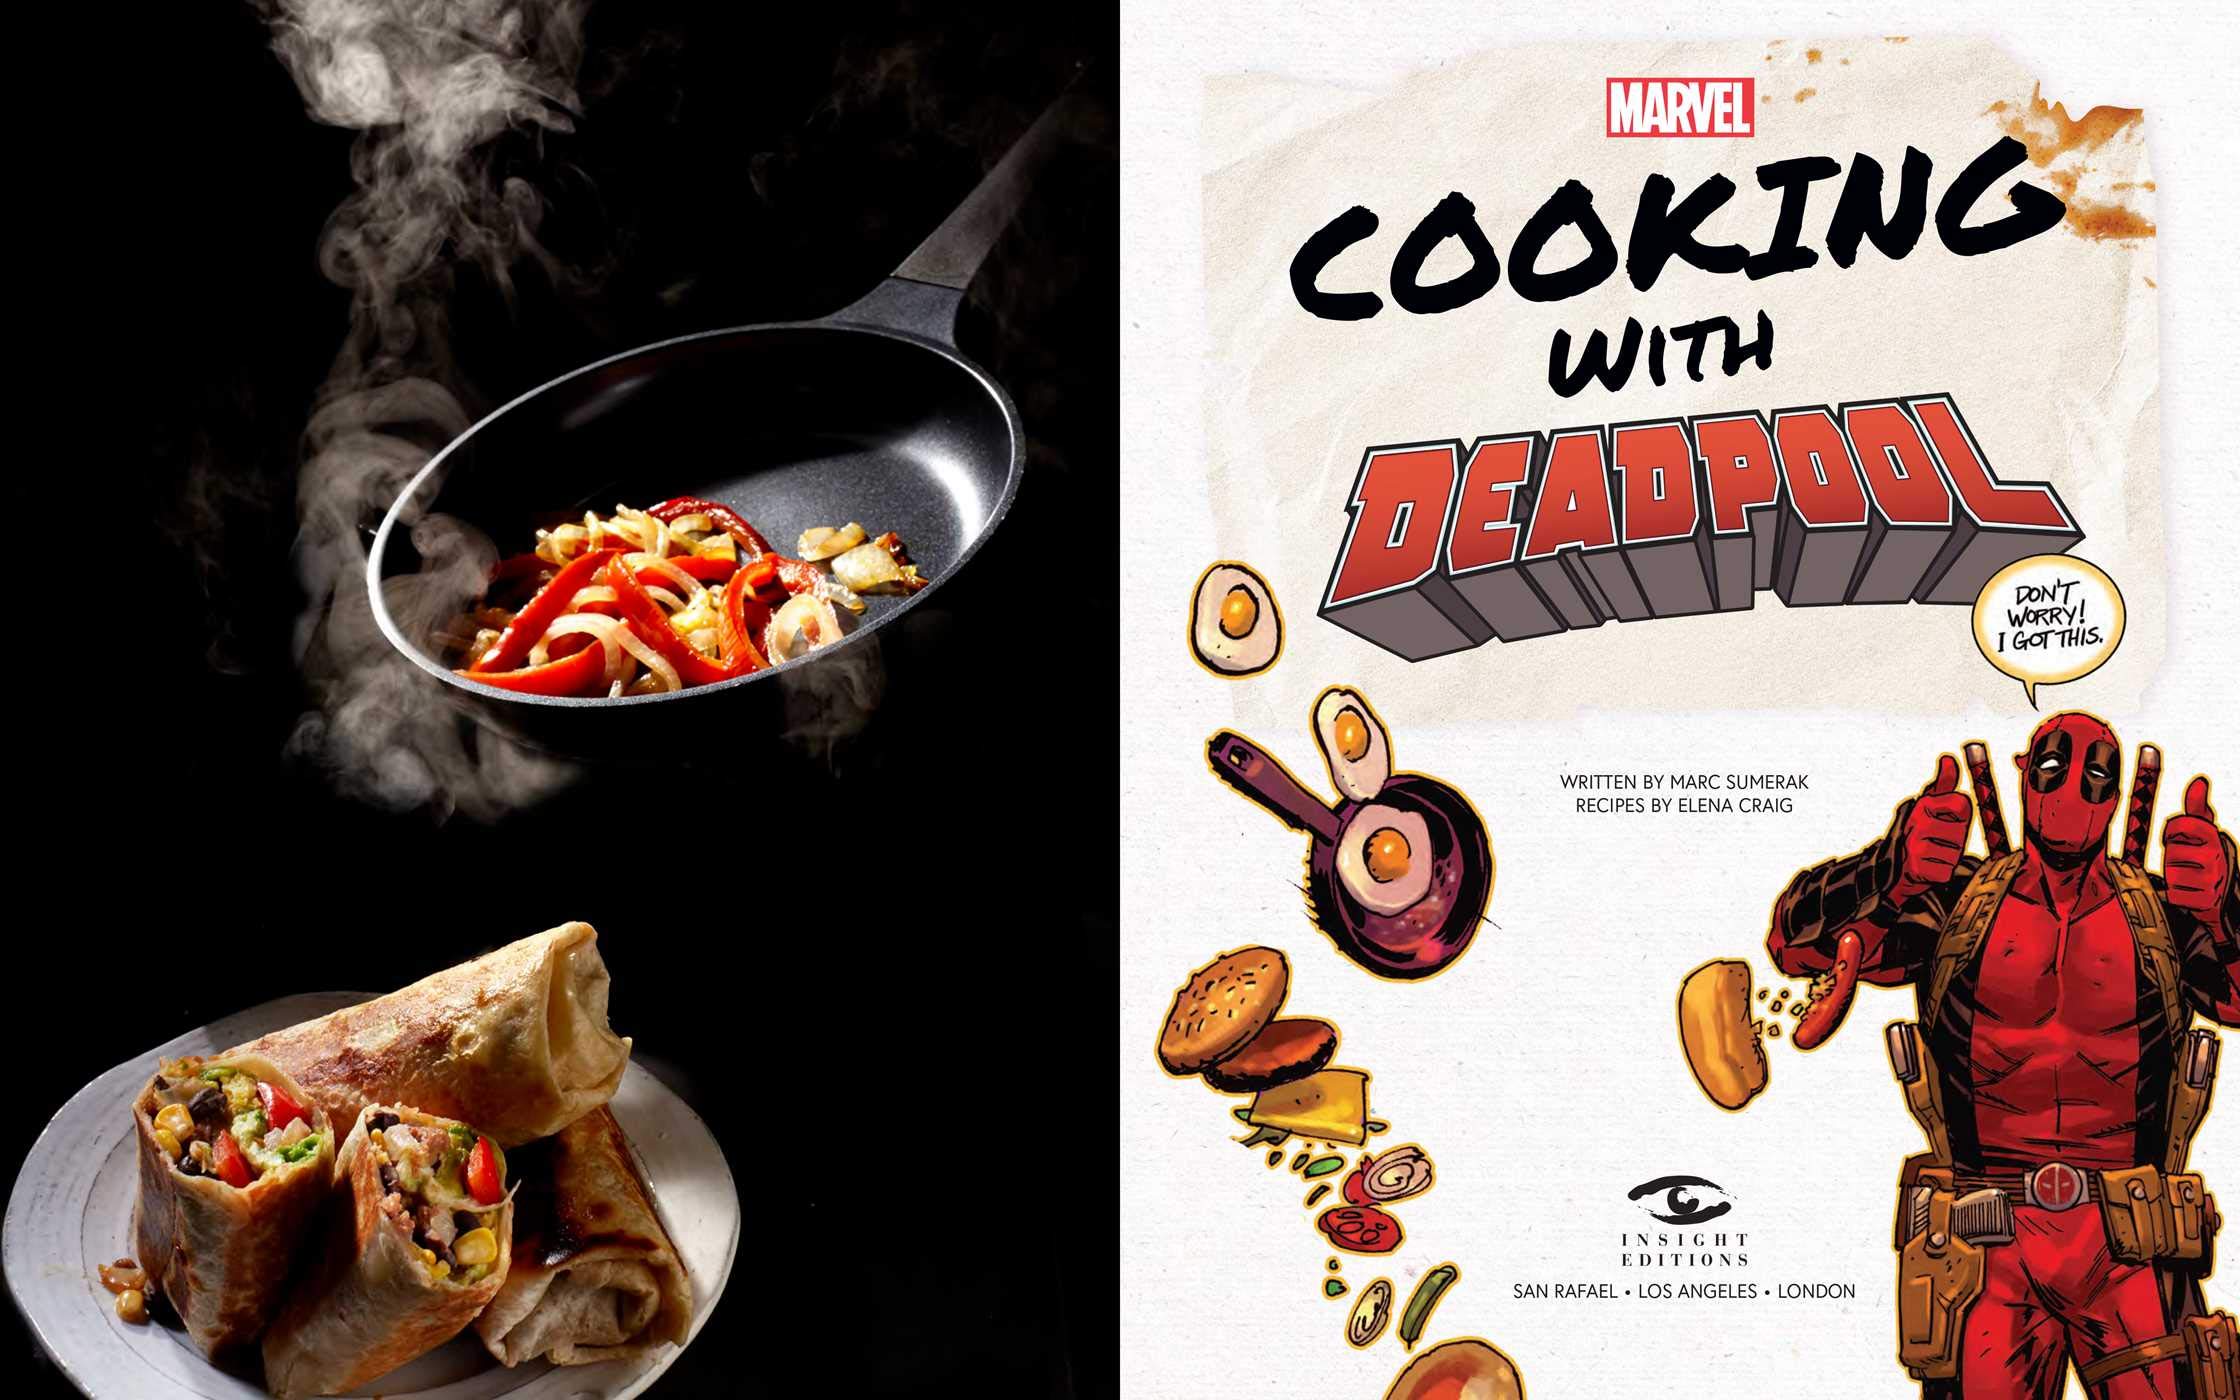 MARVEL
COOKING
WITH
DEADPOOL
DON'T
WORRY!
I GOT THIS.
WRITTEN BY MARC SUMERAK
RECIPES BY ELENA CRAIG
INSIGHT
EDITIONS
SAN RAFAEL • LOS ANGELES • LONDON